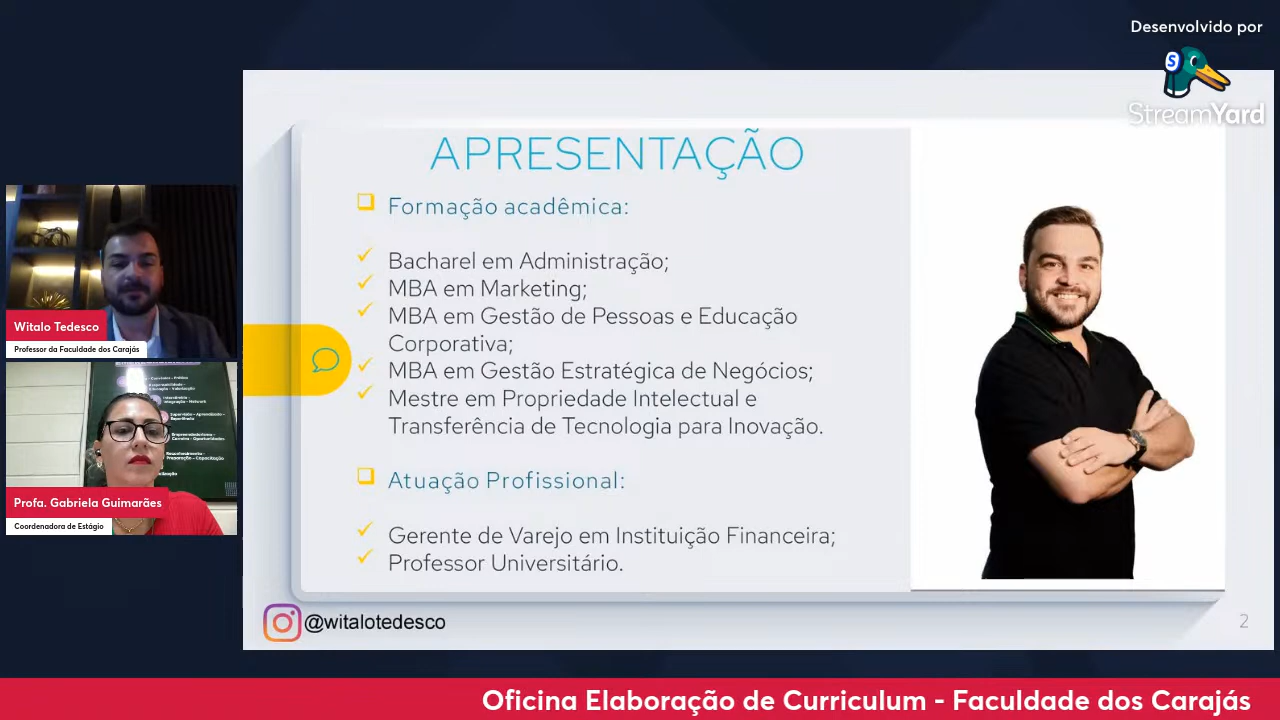 Desenvolvido por
StreamYard
APRESENTAÇÃO
Formação acadêmica:
Bacharel em Administração;
MBA em Marketing;
MBA em Gestão de Pessoas e Educação
Corporativa;
MBA em Gestão Estratégica de Negócios;
Mestre em Propriedade Intelectual e
Transferência de Tecnologia para Inovação.
Atuação Profissional:
Gerente de Varejo em Instituição Financeira;
Professor Universitário.
@witalotedesco
2
Witalo Tedesco
Professor da Faculdade dos Carajás
Profa. Gabriela Guimarães
Coordenadora de Estágio
Oficina Elaboração de Curriculum - Faculdade dos Carajás